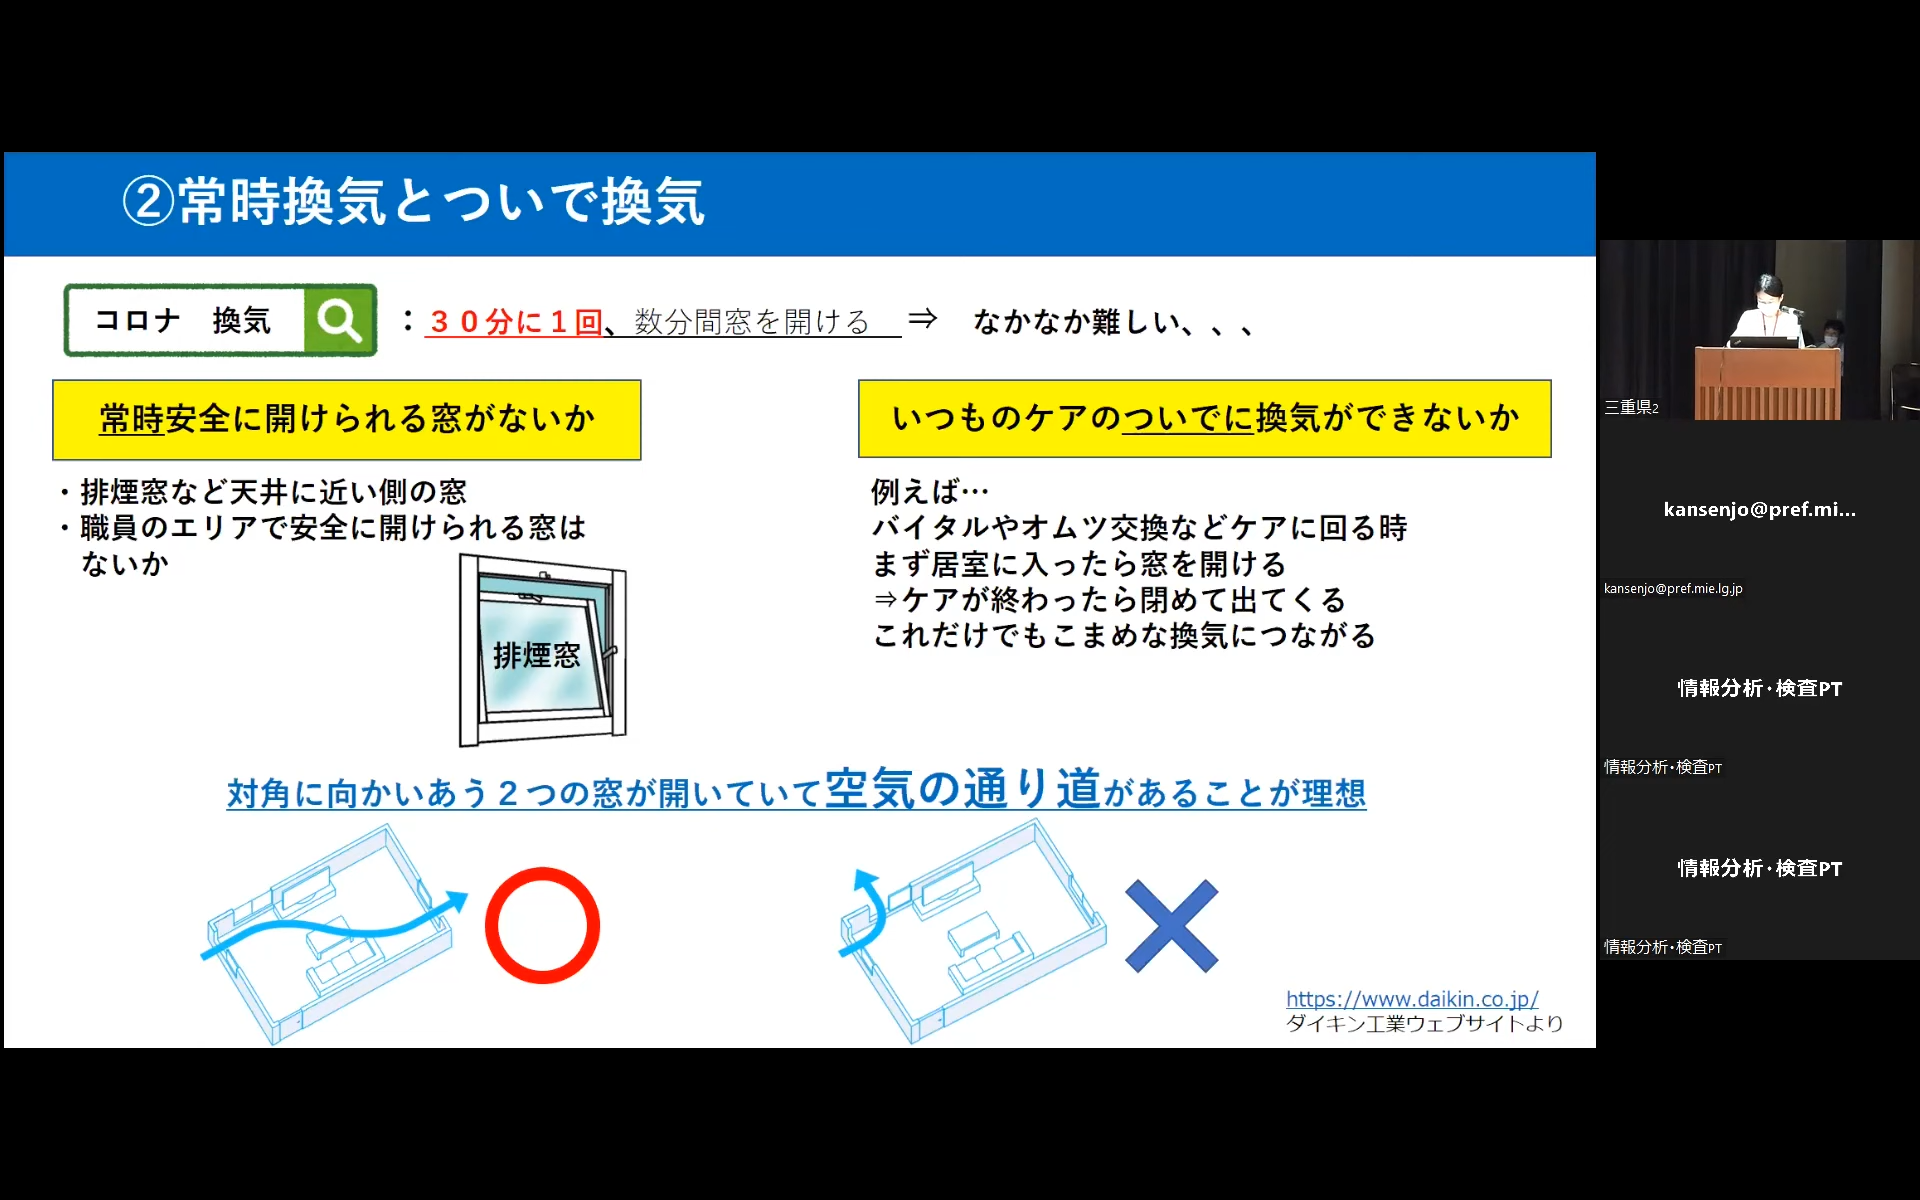 ②常時換気とついで換気
コロナ　換気
：３０分に１回、数分間窓を開ける　⇒　なかなか難しい、、、
常時安全に開けられる窓がないか
・排煙窓など天井に近い側の窓
・職員のエリアで安全に開けられる窓は
ないか
排煙窓
いつものケアのついでに換気ができないか
例えば…
バイタルやオムツ交換などケアに回る時
まず居室に入ったら窓を開ける
⇒ケアが終わったら閉めて出てくる
これだけでもこまめな換気につながる
対角に向かいあう２つの窓が開いていて空気の通り道があることが理想
https://www.daikin.co.jp/
ダイキン工業ウェブサイトより
三重県2
kansenjo@pref.mi...
kansenjo@pref.mie.lg.jp
情報分析・検査PT
情報分析・検査PT
情報分析・検査PT
情報分析・検査PT